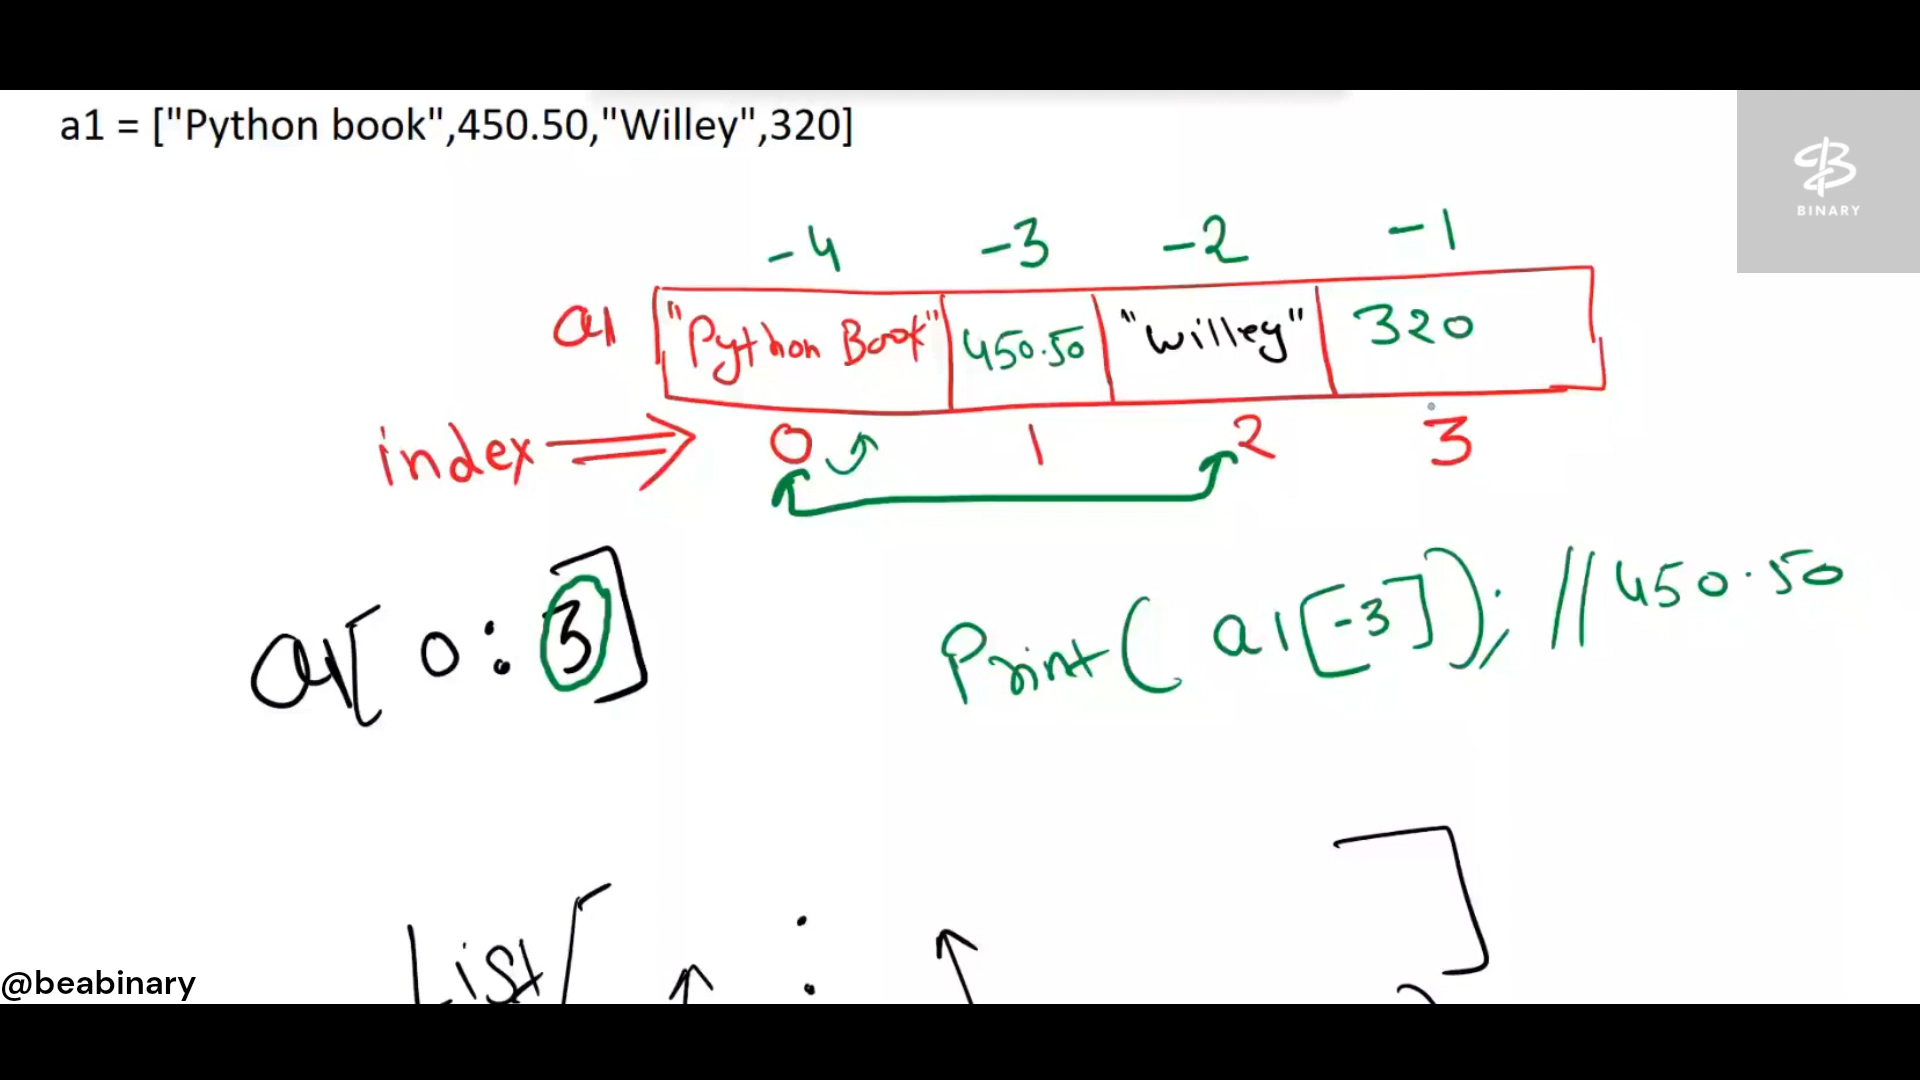 a1 = ["Python book",450.50,"Willey",320]
BINARY
-4 -3 -2 -1
a1 "Python Book" 450.50 "willey" 320
index 0 1 2 3
a1[0:3]
Print(a1[-3]); //450.50
List[ : ]
@beabinary